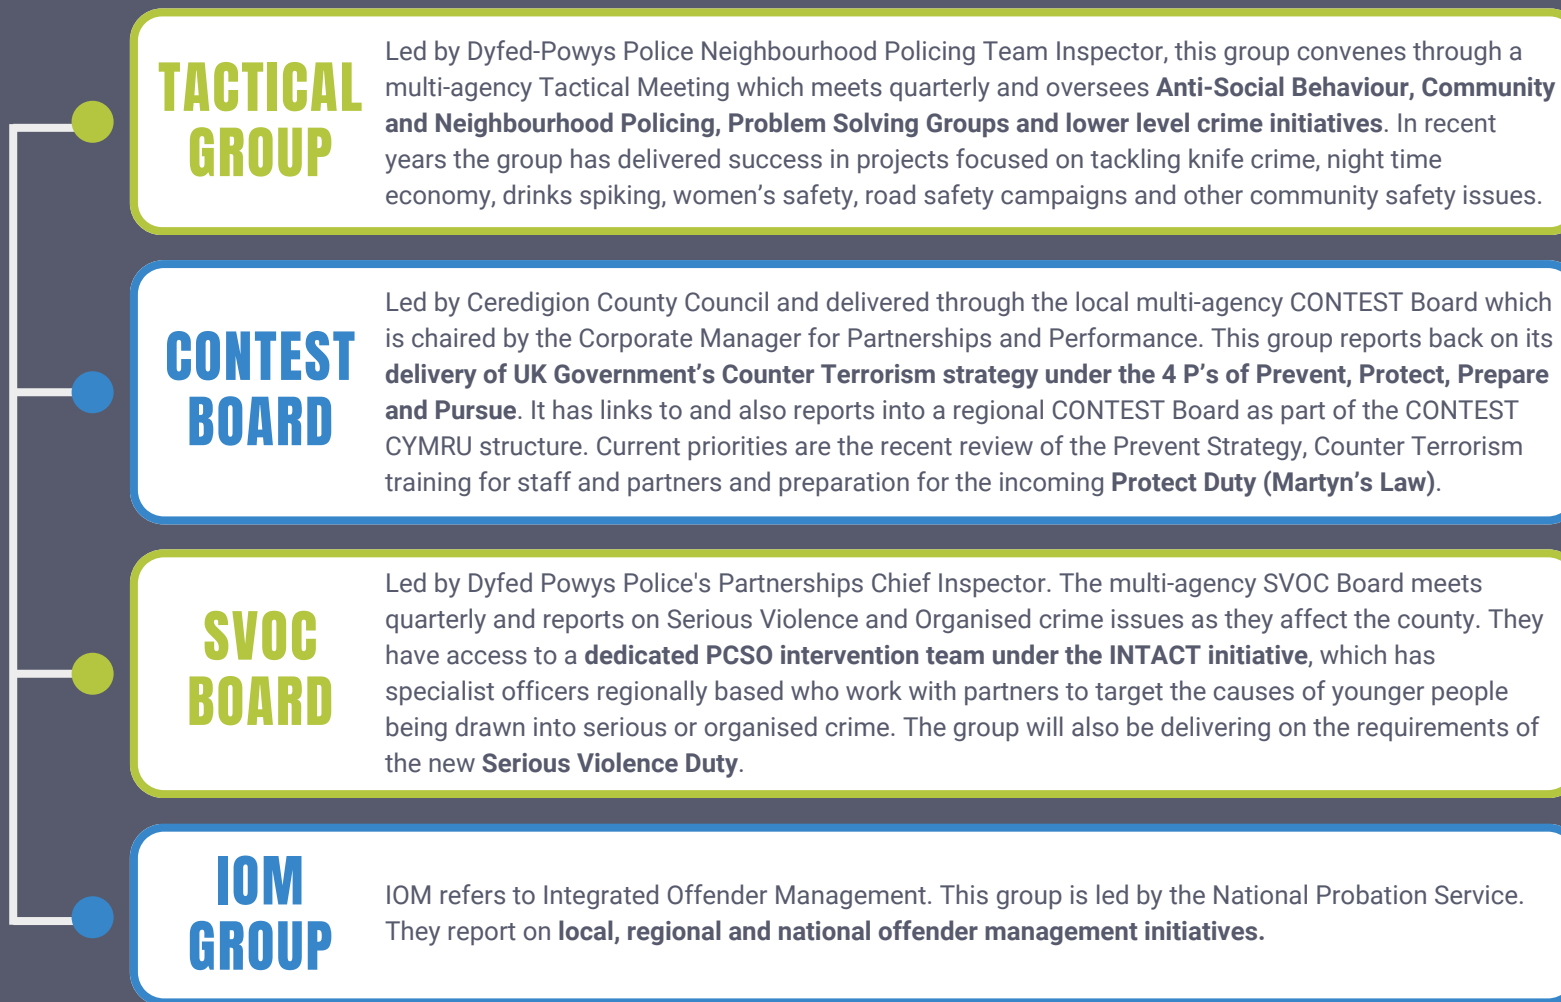 TACTICAL
GROUP
Led by Dyfed-Powys Police Neighbourhood Policing Team Inspector, this group convenes through a
multi-agency Tactical Meeting which meets quarterly and oversees Anti-Social Behaviour, Community
and Neighbourhood Policing, Problem Solving Groups and lower level crime initiatives. In recent
years the group has delivered success in projects focused on tackling knife crime, night time
economy, drinks spiking, women’s safety, road safety campaigns and other community safety issues.
CONTEST
BOARD
Led by Ceredigion County Council and delivered through the local multi-agency CONTEST Board which
is chaired by the Corporate Manager for Partnerships and Performance. This group reports back on its
delivery of UK Government’s Counter Terrorism strategy under the 4 P’s of Prevent, Protect, Prepare
and Pursue. It has links to and also reports into a regional CONTEST Board as part of the CONTEST
CYMRU structure. Current priorities are the recent review of the Prevent Strategy, Counter Terrorism
training for staff and partners and preparation for the incoming Protect Duty (Martyn’s Law).
SVOC
BOARD
Led by Dyfed Powys Police's Partnerships Chief Inspector. The multi-agency SVOC Board meets
quarterly and reports on Serious Violence and Organised crime issues as they affect the county. They
have access to a dedicated PCSO intervention team under the INTACT initiative, which has
specialist officers regionally based who work with partners to target the causes of younger people
being drawn into serious or organised crime. The group will also be delivering on the requirements of
the new Serious Violence Duty.
IOM
GROUP
IOM refers to Integrated Offender Management. This group is led by the National Probation Service.
They report on local, regional and national offender management initiatives.